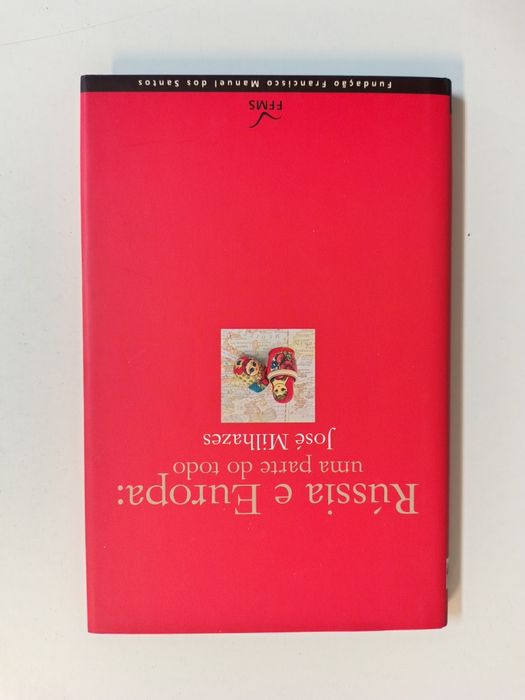 Rússia e Europa:
uma parte do todo
José Milhazes
FFMS
Fundação Francisco Manuel dos Santos